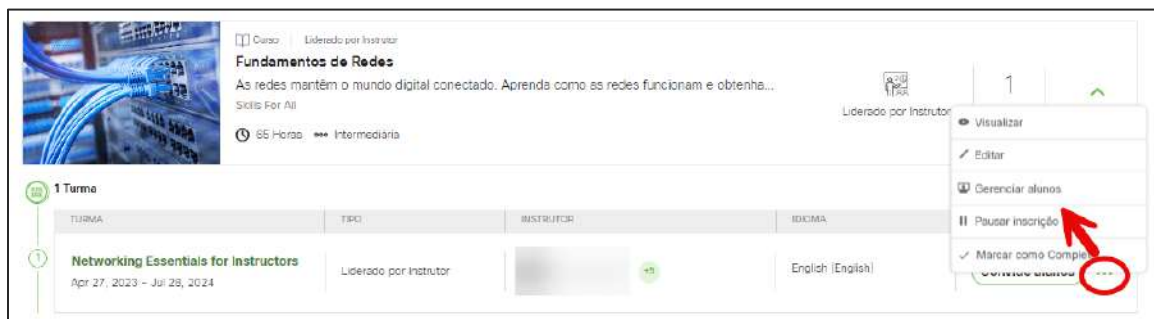 Curso Liderado por Instrutor
Fundamentos de Redes
As redes mantêm o mundo digital conectado. Aprenda como as redes funcionam e obtenha...
Skills For All
65 Horas Intermediária
Liderado por Instrutor
1
Visualizar
Editar
Gerenciar alunos
Pausar inscrição
Marcar como Comple
1 Turma
TURMA TIPO INSTRUTOR IDIOMA
1
Networking Essentials for Instructors
Apr 27, 2023 – Jul 28, 2024
Liderado por Instrutor
+5
English [English]
alunos